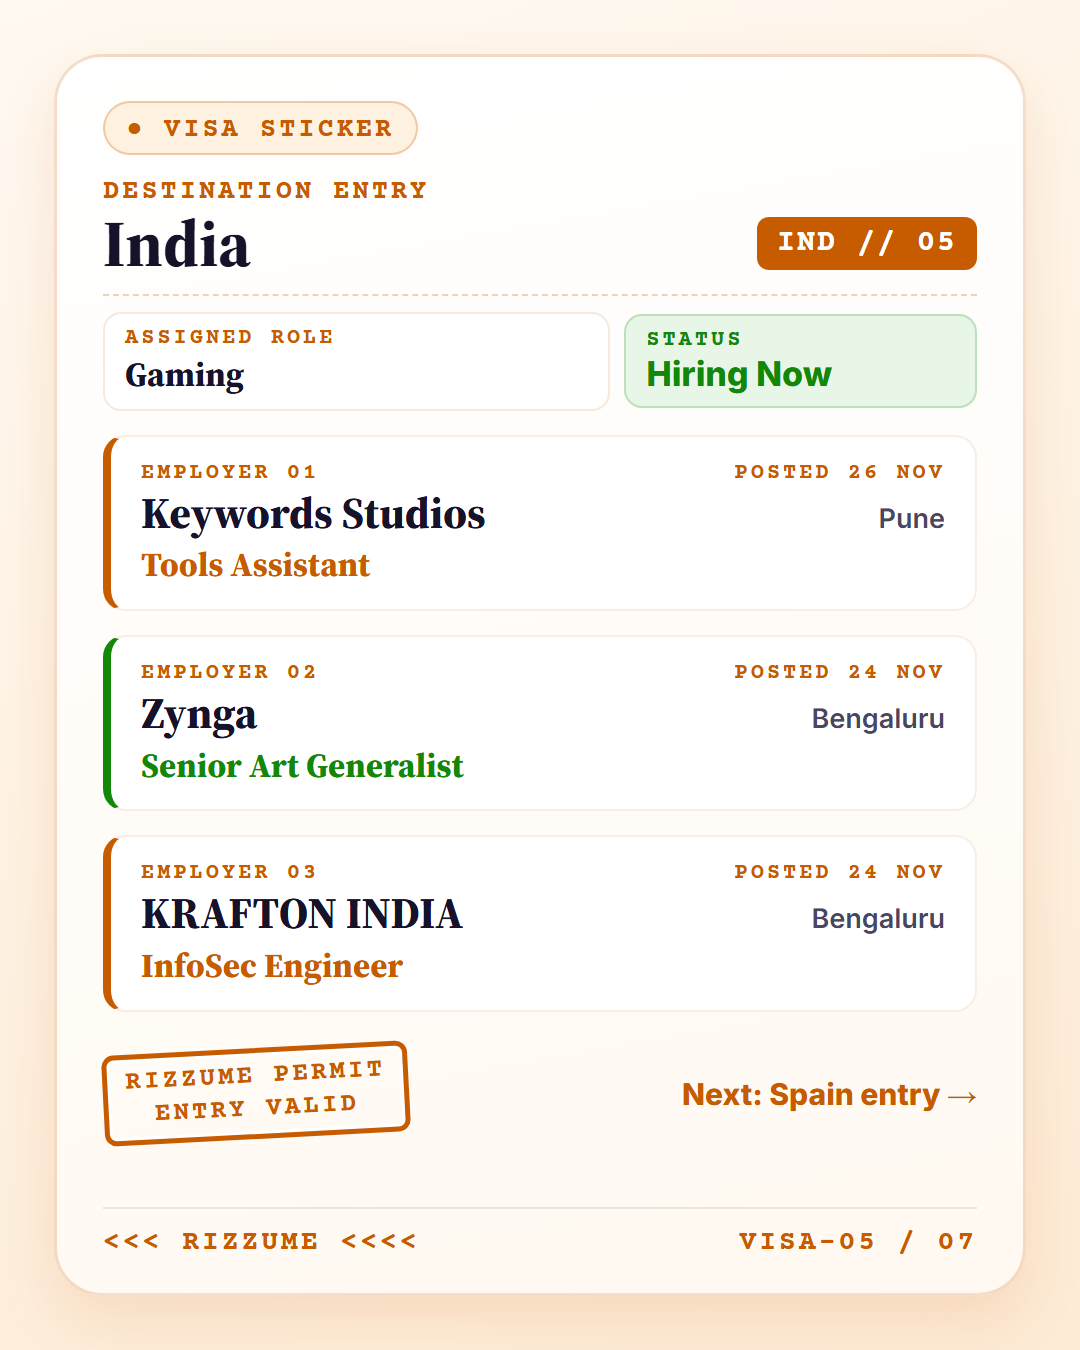 • VISA STICKER
DESTINATION ENTRY
India
IND // 05
ASSIGNED ROLE
Gaming
STATUS
Hiring Now
EMPLOYER 01
POSTED 26 NOV
Keywords Studios
Pune
Tools Assistant
EMPLOYER 02
POSTED 24 NOV
Zynga
Bengaluru
Senior Art Generalist
EMPLOYER 03
POSTED 24 NOV
KRAFTON INDIA
Bengaluru
InfoSec Engineer
RIZZUME PERMIT
ENTRY VALID
Next: Spain entry →
<<< RIZZUME <<<<
VISA-05 / 07